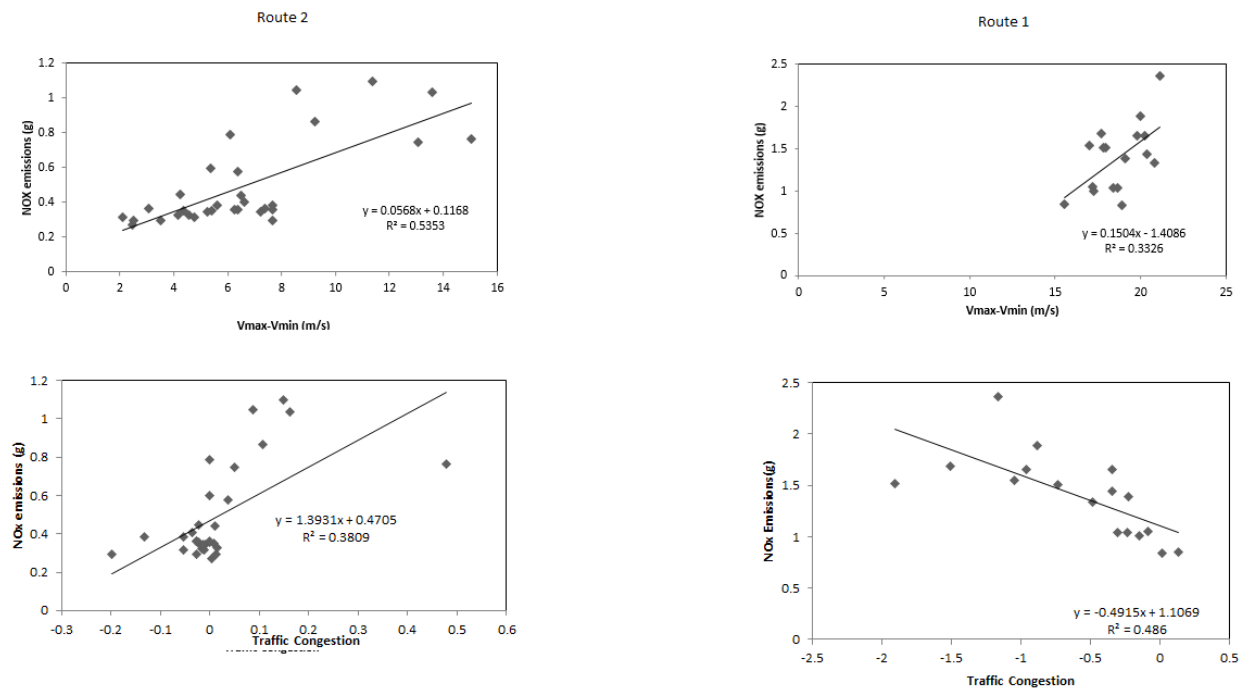 Route 2
1.2
1
0.8
0.6
0.4
0.2
0
NOX emissions (g)
y = 0.0568x + 0.1168
R² = 0.5353
0 2 4 6 8 10 12 14 16
Vmax-Vmin (m/s)
Route 1
2.5
2
1.5
1
0.5
0
NOX emissions (g)
y = 0.1504x - 1.4086
R² = 0.3326
0 5 10 15 20 25
Vmax-Vmin (m/s)
1.2
1
0.8
0.6
0.4
0.2
0
NOx emissions (g)
y = 1.3931x + 0.4705
R² = 0.3809
-0.3 -0.2 -0.1 0 0.1 0.2 0.3 0.4 0.5 0.6
Traffic Congestion
2.5
2
1.5
1
0.5
0
NOx Emissions(g)
y = -0.4915x + 1.1069
R² = 0.486
-2.5 -2 -1.5 -1 -0.5 0 0.5
Traffic Congestion